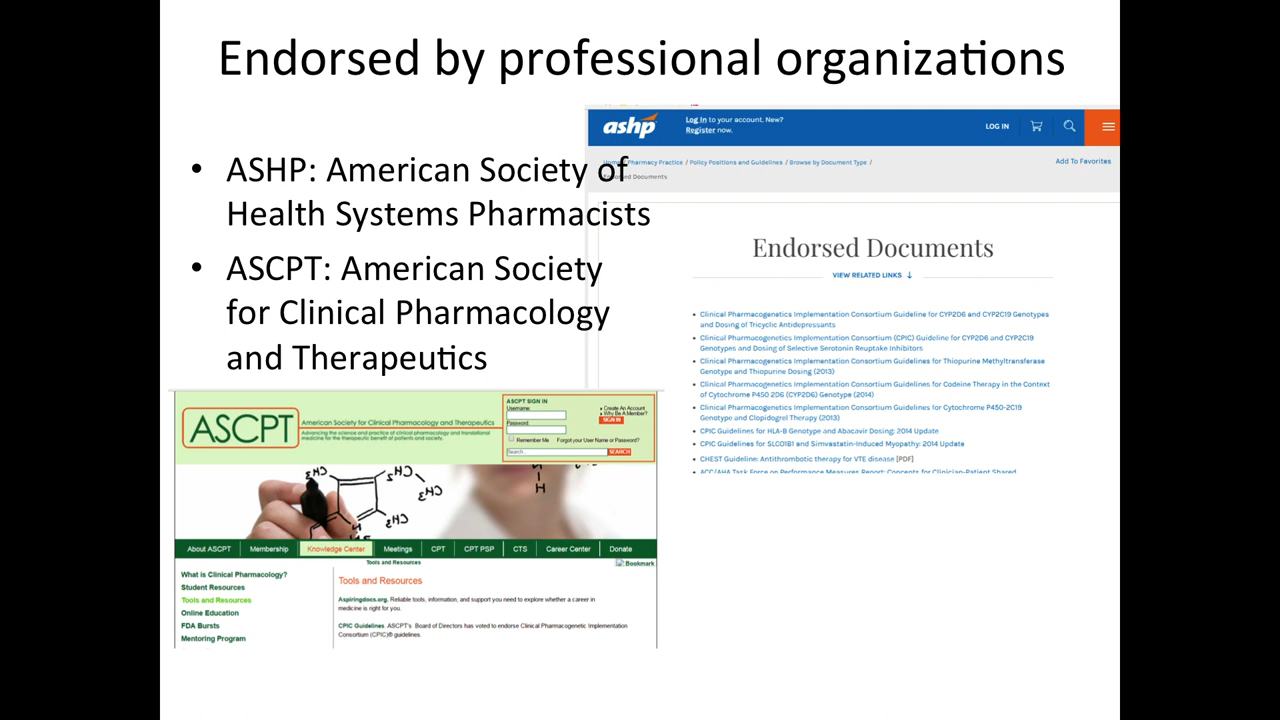 Endorsed by professional organizations
• ASHP: American Society of
Health Systems Pharmacists
• ASCPT: American Society
for Clinical Pharmacology
and Therapeutics
ashp
Log In to your account. New?
Register now.
LOG IN
Home / Pharmacy Practice / Policy Positions and Guidelines / Browse by Document Type /
Endorsed Documents
Add To Favorites
Endorsed Documents
VIEW RELATED LINKS ↓
• Clinical Pharmacogenetics Implementation Consortium Guideline for CYP2D6 and CYP2C19 Genotypes
and Dosing of Tricyclic Antidepressants
• Clinical Pharmacogenetics Implementation Consortium (CPIC) Guideline for CYP2D6 and CYP2C19
Genotypes and Dosing of Selective Serotonin Reuptake Inhibitors
• Clinical Pharmacogenetics Implementation Consortium Guidelines for Thiopurine Methyltransferase
Genotype and Thiopurine Dosing (2013)
• Clinical Pharmacogenetics Implementation Consortium Guidelines for Codeine Therapy in the Context
of Cytochrome P450 2D6 (CYP2D6) Genotype (2014)
• Clinical Pharmacogenetics Implementation Consortium Guidelines for Cytochrome P450-2C19
Genotype and Clopidogrel Therapy (2013)
• CPIC Guidelines for HLA-B Genotype and Abacavir Dosing: 2014 Update
• CPIC Guidelines for SLCO1B1 and Simvastatin-Induced Myopathy: 2014 Update
• CHEST Guideline: Antithrombotic therapy for VTE disease [PDF]
• ACC/AHA Task Force on Performance Measures Report: Concepts for Clinician-Patient Shared
ASCPT
American Society for Clinical Pharmacology and Therapeutics
Advancing the science and practice of clinical pharmacology and translational
medicine for the therapeutic benefit of patients and society.
ASCPT SIGN IN
Username:
Password:
Create An Account
Why Be A Member?
SIGN IN
Remember Me Forgot your User Name or Password?
Search... SEARCH
CH3
H3C
CH3
CH3
H
About ASCPT Membership Knowledge Center Meetings CPT CPT PSP CTS Career Center Donate
Tools and Resources
Bookmark
What is Clinical Pharmacology?
Student Resources
Tools and Resources
Online Education
FDA Bursts
Mentoring Program
Tools and Resources
Aspiringdocs.org. Reliable tools, information, and support you need to explore whether a career in
medicine is right for you.
CPIC Guidelines. ASCPT's Board of Directors has voted to endorse Clinical Pharmacogenetic Implementation
Consortium (CPIC)® guidelines.